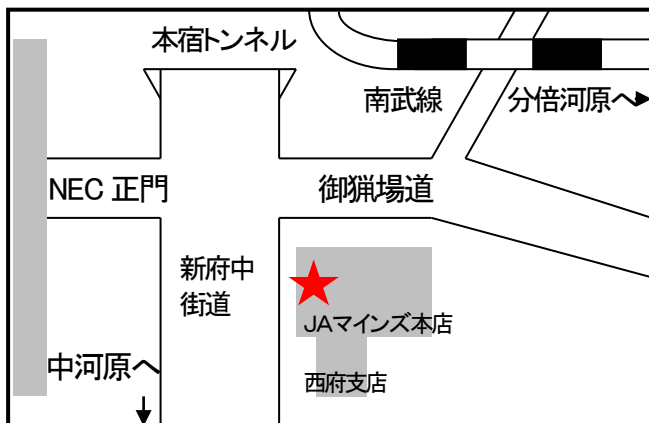 本宿トンネル
南武線
分倍河原へ
NEC 正門
御猟場道
新府中
街道
JAマインズ本店
中河原へ
西府支店